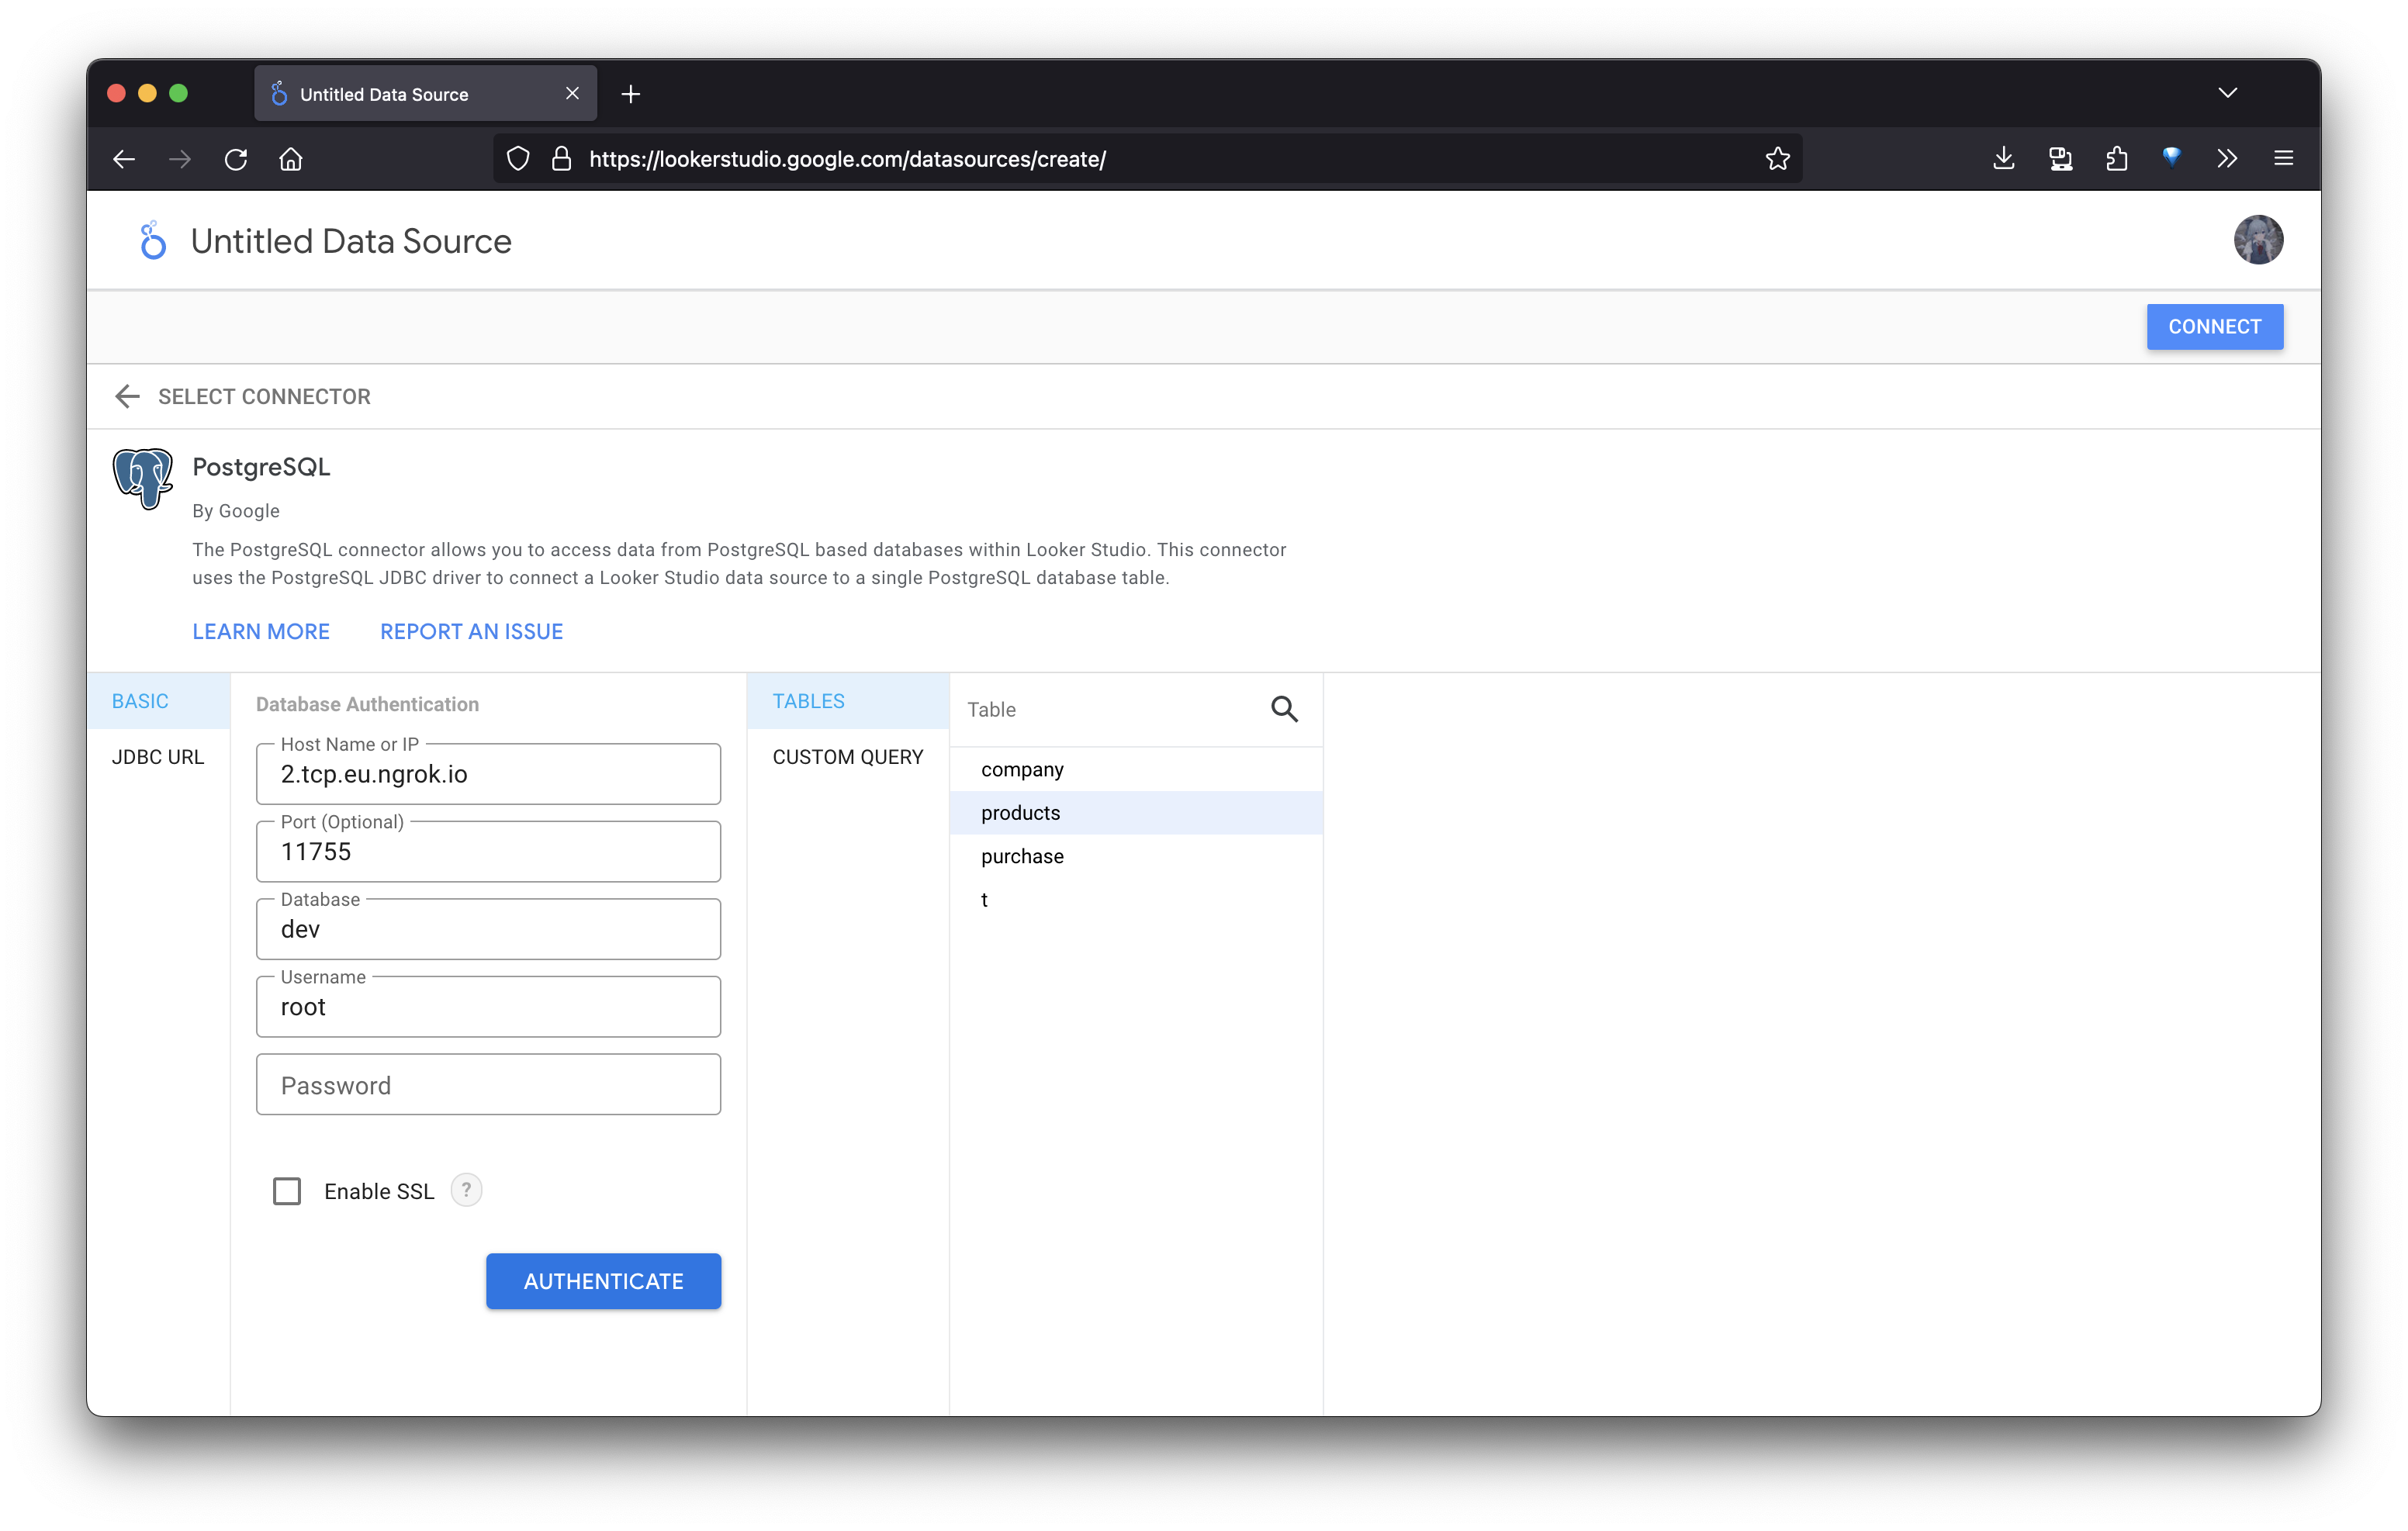 Untitled Data Source
https://lookerstudio.google.com/datasources/create/
Untitled Data Source
CONNECT
SELECT CONNECTOR
PostgreSQL
By Google
The PostgreSQL connector allows you to access data from PostgreSQL based databases within Looker Studio. This connector
uses the PostgreSQL JDBC driver to connect a Looker Studio data source to a single PostgreSQL database table.
LEARN MORE REPORT AN ISSUE
BASIC
JDBC URL
Database Authentication
Host Name or IP
2.tcp.eu.ngrok.io
Port (Optional)
11755
Database
dev
Username
root
Password
Enable SSL ?
AUTHENTICATE
TABLES
CUSTOM QUERY
Table
company
products
purchase
t